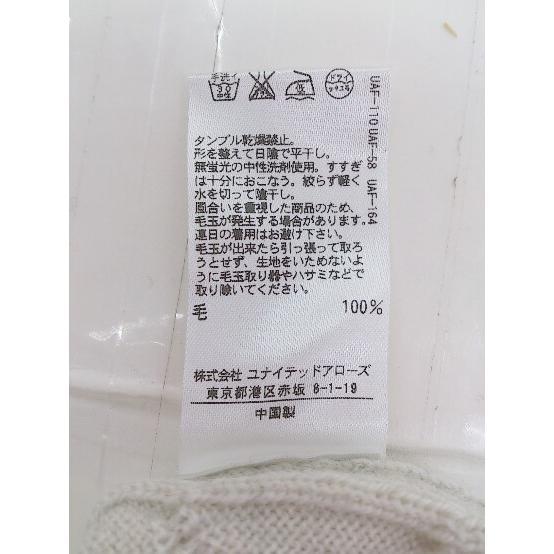 手洗イ
30
中性
低
ドライ
セキユ系
タンブル乾燥禁止。
形を整えて日陰で平干し。
無蛍光の中性洗剤使用。すすぎ
は十分におこなう。絞らず軽く
水を切って陰干し。
風合いを重視した商品のため、
毛玉が発生する場合があります。
連日の着用はお避け下さい。
毛玉が出来たら引っ張って取ろ
うとせず、生地をいためないよ
うに毛玉取り器やハサミなどで
取り除いてください。
毛 100%
株式会社 ユナイテッドアローズ
東京都港区赤坂 8-1-19
中国製
UAF-110 UAF-58 UAF-164